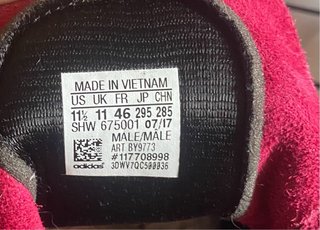 MADE IN VIETNAM
US UK FR JP CHN
11½ 11 46 295 285
SHW 675001 07/17
MÂLE/MALE
ART BY9773
#117708998
adidas